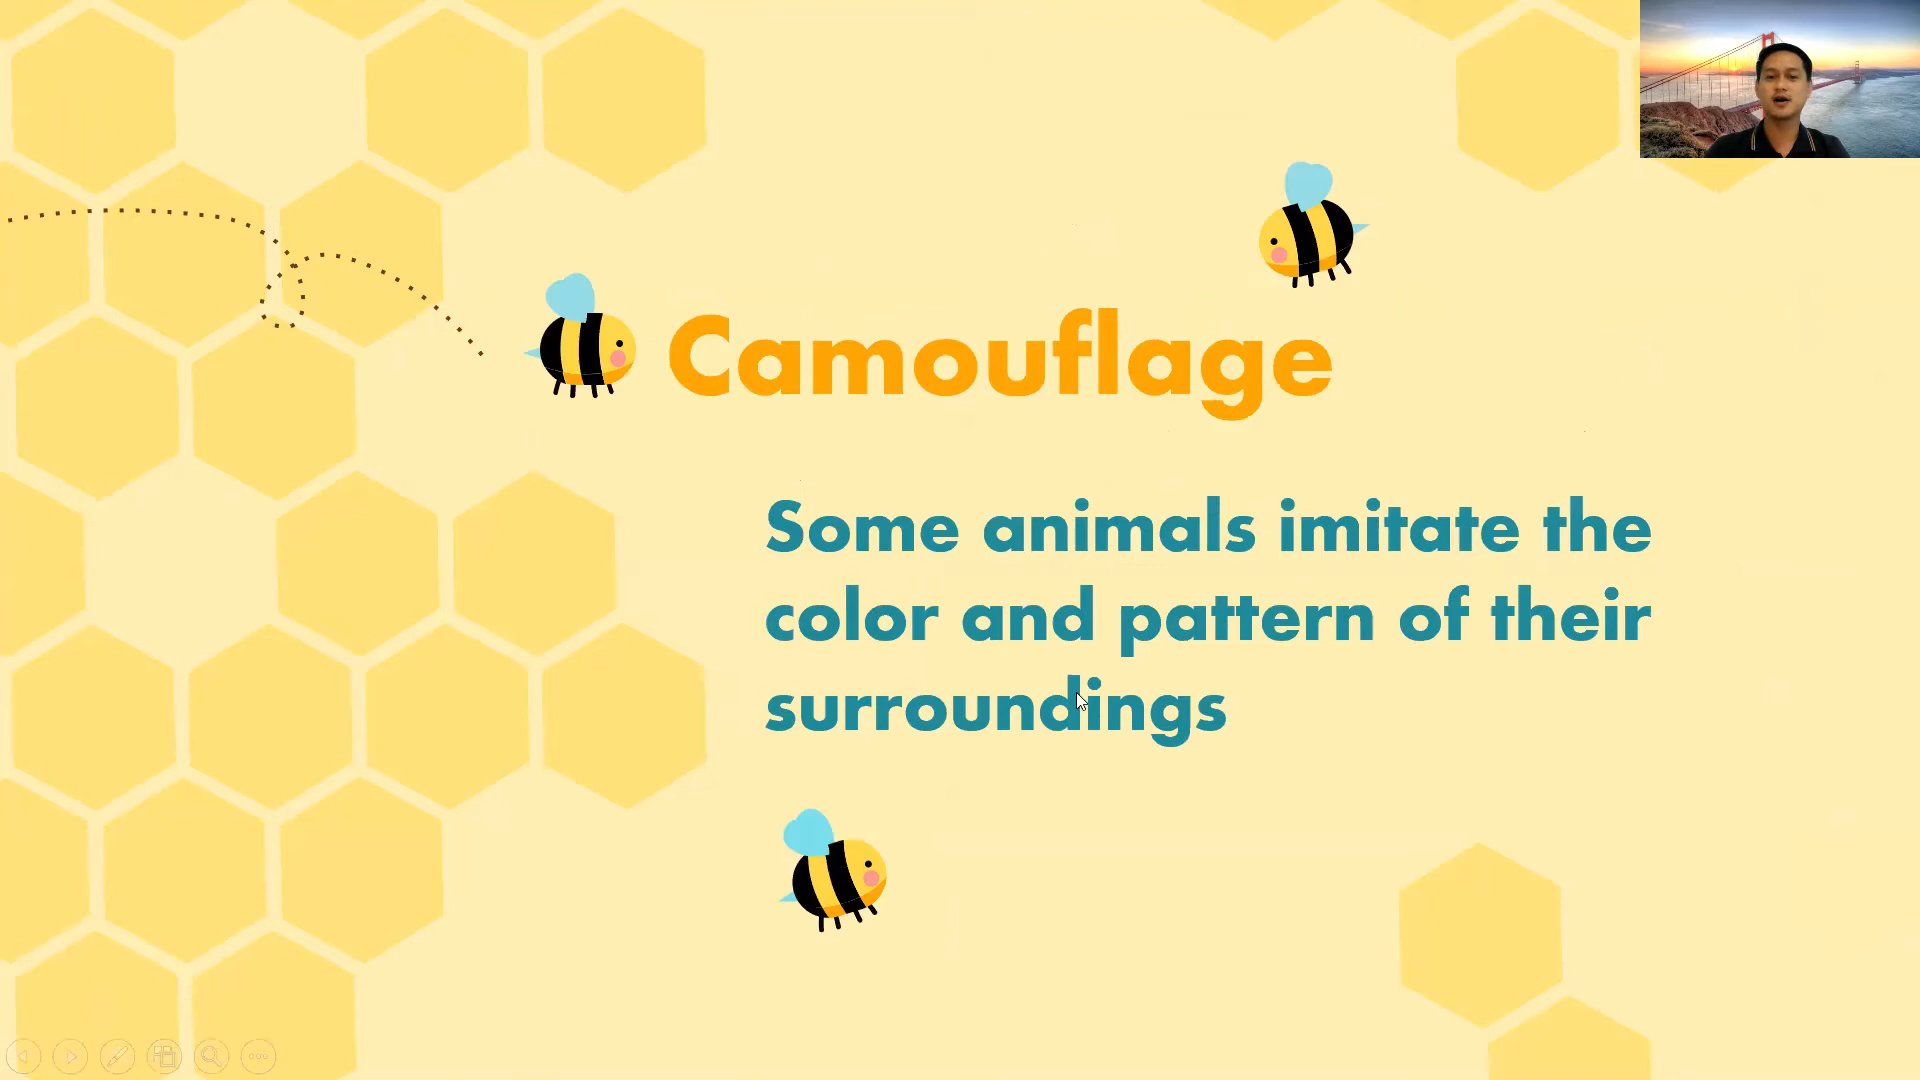 Camouflage
Some animals imitate the
color and pattern of their
surroundings